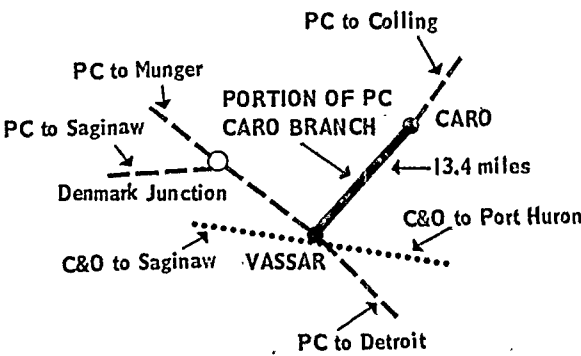 PC to Colling
PC to Munger
PORTION OF PC
CARO BRANCH
CARO
PC to Saginaw
13.4 miles
Denmark Junction
C&O to Port Huron
C&O to Saginaw
VASSAR
PC to Detroit